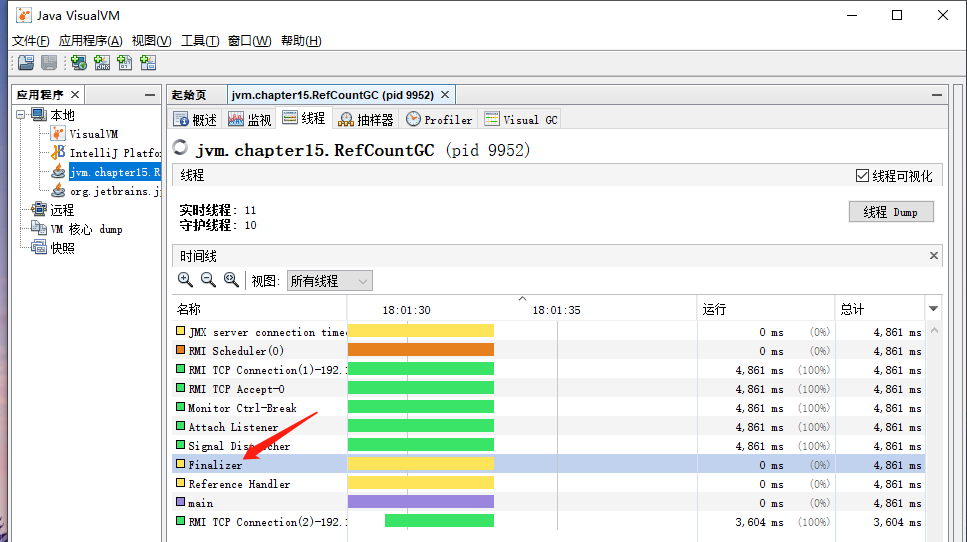 Java VisualVM
文件(F) 应用程序(A) 视图(V) 工具(T) 窗口(W) 帮助(H)
应用程序
本地
VisualVM
IntelliJ Platfo
jvm.chapter15.R
org.jetbrains.j
远程
VM 核心 dump
快照
起始页 jvm.chapter15.RefCountGC (pid 9952)
概述 监视 线程 抽样器 Profiler Visual GC
jvm.chapter15.RefCountGC (pid 9952)
线程 线程可视化
实时线程: 11
守护线程: 10
线程 Dump
时间线
视图: 所有线程
名称 18:01:30 18:01:35 运行 总计
JMX server connection timeo 0 ms (0%) 4,861 ms
RMI Scheduler(0) 0 ms (0%) 4,861 ms
RMI TCP Connection(1)-192.1 4,861 ms (100%) 4,861 ms
RMI TCP Accept-0 4,861 ms (100%) 4,861 ms
Monitor Ctrl-Break 4,861 ms (100%) 4,861 ms
Attach Listener 4,861 ms (100%) 4,861 ms
Signal Dispatcher 4,861 ms (100%) 4,861 ms
Finalizer 0 ms (0%) 4,861 ms
Reference Handler 0 ms (0%) 4,861 ms
main 0 ms (0%) 4,861 ms
RMI TCP Connection(2)-192.1 3,604 ms (100%) 3,604 ms